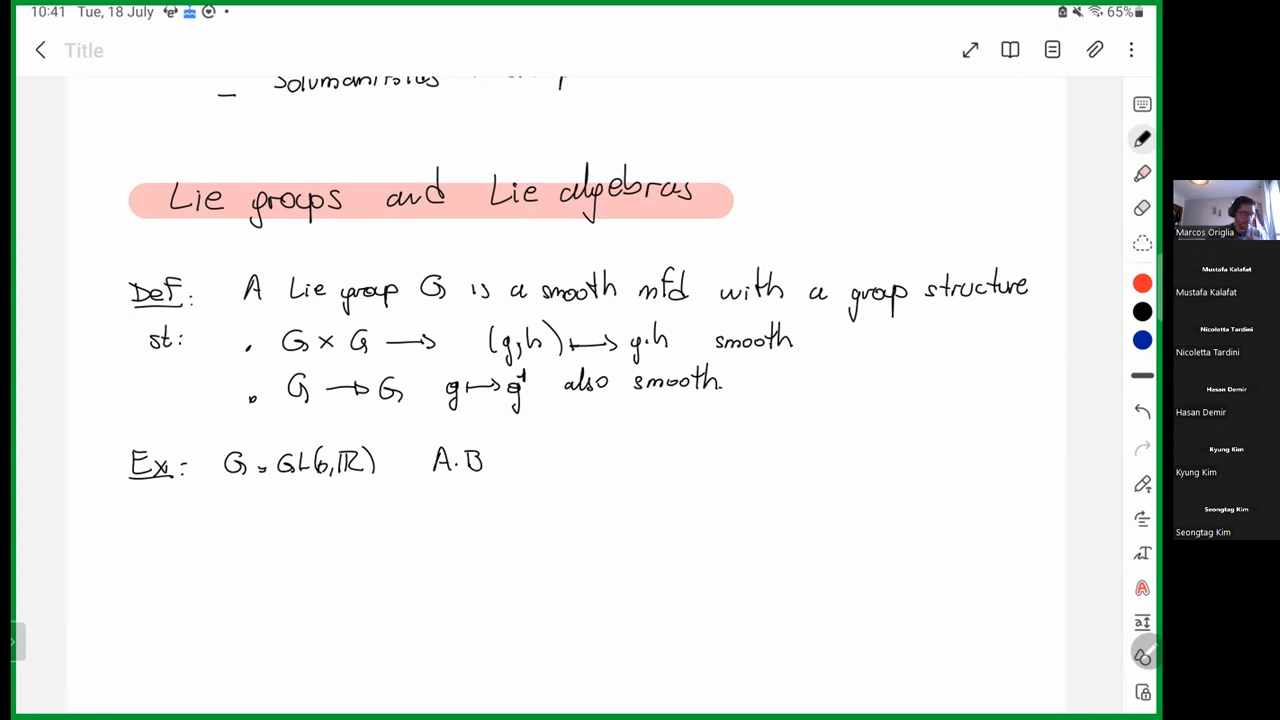 10:41 Tue, 18 July
65%
Title
Lie groups and Lie algebras
Def: A Lie group G is a smooth mfd with a group structure
st: . G × G → (g,h) ↦ g.h smooth
. G → G g ↦ g⁻¹ also smooth.
Ex: G = GL(n,ℝ) A.B
Marcos Origlia
Mustafa Kalafat
Mustafa Kalafat
Nicoletta Tardini
Nicoletta Tardini
Hasan Demir
Hasan Demir
Kyung Kim
Kyung Kim
Seongtag Kim
Seongtag Kim